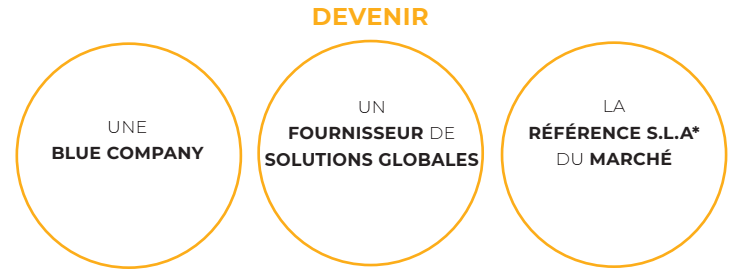 DEVENIR
UNE
BLUE COMPANY
UN
FOURNISSEUR DE
SOLUTIONS GLOBALES
LA
RÉFÉRENCE S.L.A*
DU MARCHÉ